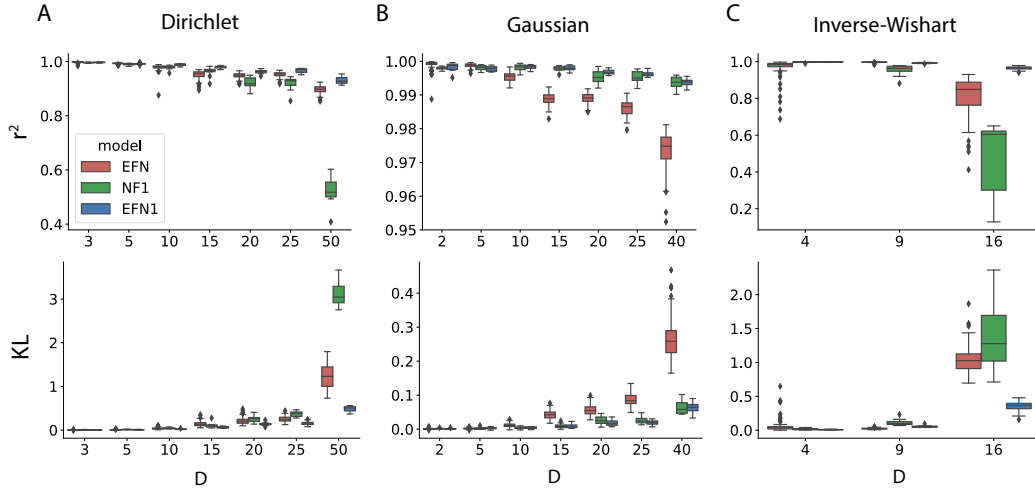 A Dirichlet
B Gaussian
C Inverse-Wishart
r²
1.0
0.8
0.6
0.4
model
EFN
NF1
EFN1
3 5 10 15 20 25 50
1.00
0.99
0.98
0.97
0.96
0.95
2 5 10 15 20 25 40
1.0
0.8
0.6
0.4
0.2
4 9 16
KL
3
2
1
0
3 5 10 15 20 25 50
D
0.4
0.3
0.2
0.1
0.0
2 5 10 15 20 25 40
D
2.0
1.5
1.0
0.5
0.0
4 9 16
D